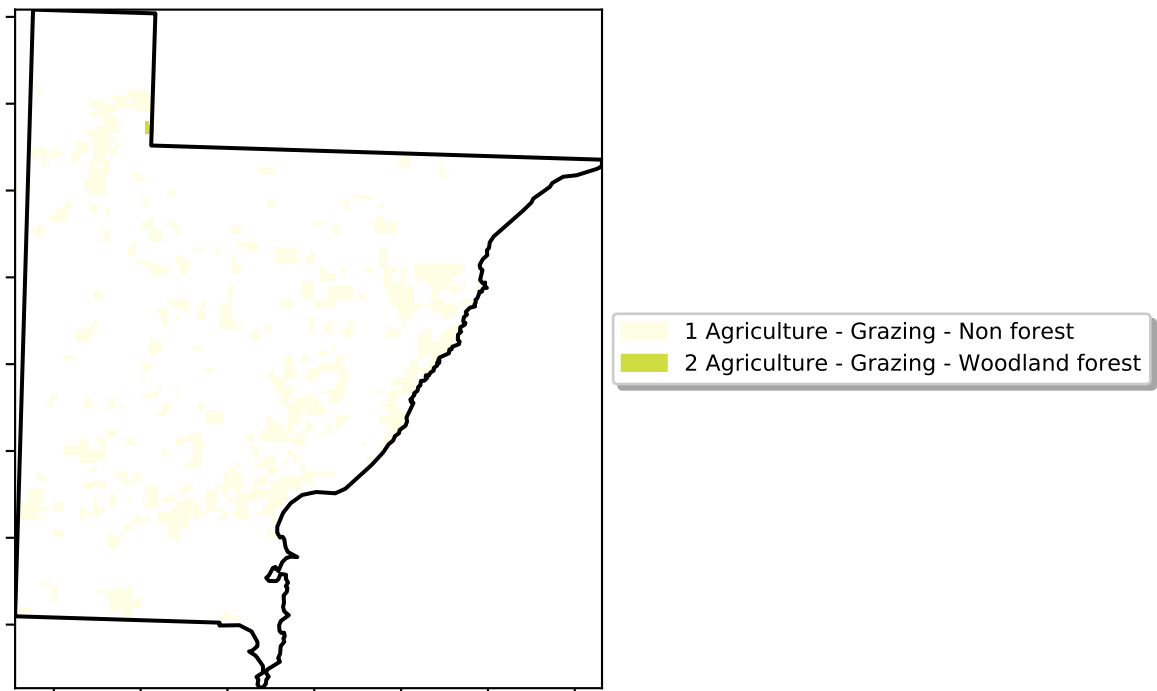 1 Agriculture - Grazing - Non forest
2 Agriculture - Grazing - Woodland forest